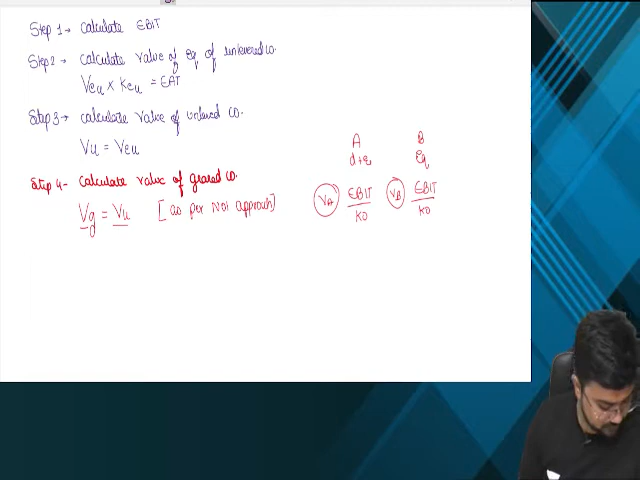 Step 1→ Calculate EBIT
Step 2→ Calculate value of Eq of unlevered co.
Veu × Keu = EAT
Step 3→ calculate value of unlevered co.
Vu = Veu
Step 4- Calculate value of geared co.
Vg = Vu [as per NOI approach]
A B
d+e Eq
VA EBIT VB EBIT
KO KO